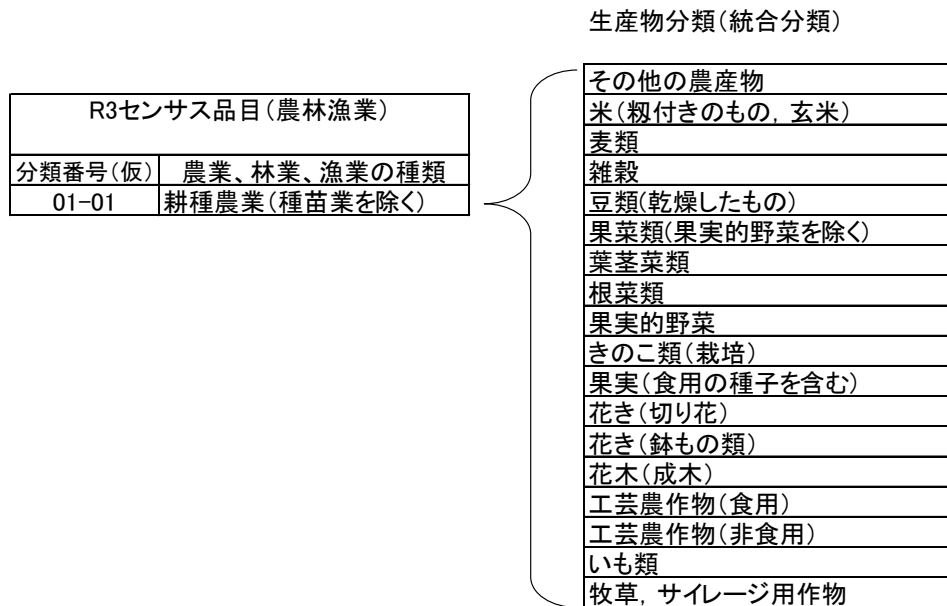 生産物分類(統合分類)
R3センサス品目(農林漁業)
分類番号(仮) 農業、林業、漁業の種類
01-01 耕種農業(種苗業を除く)
その他の農産物
米(籾付きのもの, 玄米)
麦類
雑穀
豆類(乾燥したもの)
果菜類(果実的野菜を除く)
葉茎菜類
根菜類
果実的野菜
きのこ類(栽培)
果実(食用の種子を含む)
花き(切り花)
花き(鉢もの類)
花木(成木)
工芸農作物(食用)
工芸農作物(非食用)
いも類
牧草, サイレージ用作物